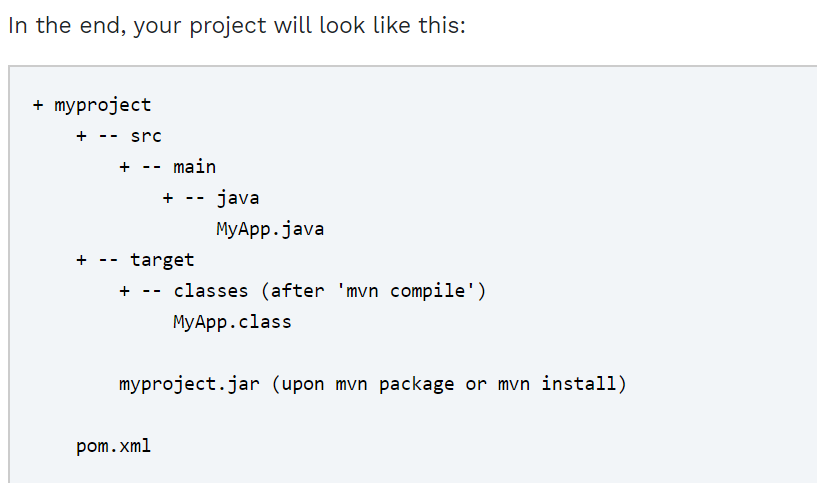 In the end, your project will look like this:
+ myproject
+ -- src
+ -- main
+ -- java
MyApp.java
+ -- target
+ -- classes (after 'mvn compile')
MyApp.class
myproject.jar (upon mvn package or mvn install)
pom.xml